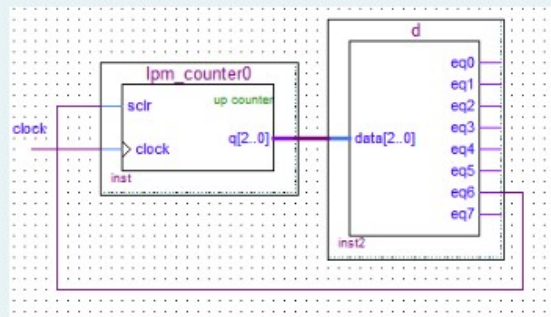 d
lpm_counter0
sclr
up counter
clock
clock
q[2..0]
inst
data[2..0]
eq0
eq1
eq2
eq3
eq4
eq5
eq6
eq7
inst2